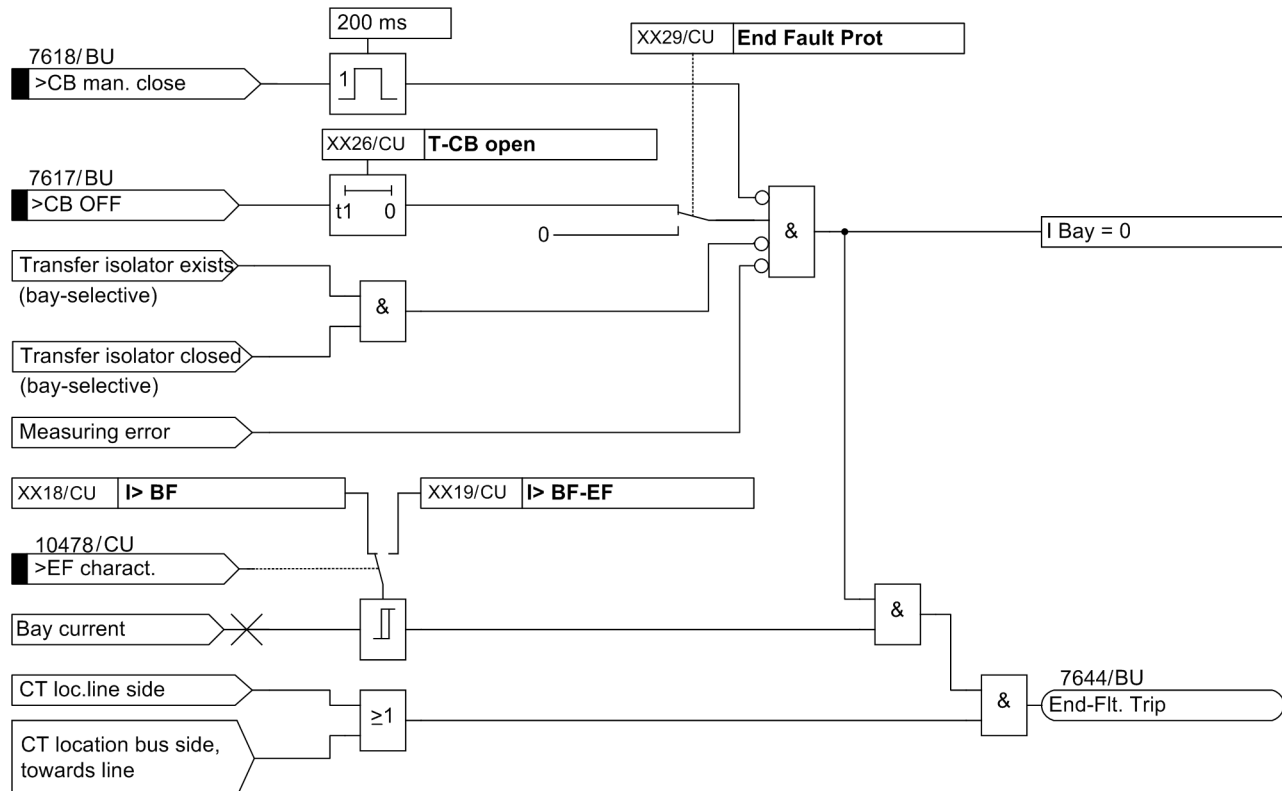 200 ms
XX29/CU End Fault Prot
7618/BU
>CB man. close
1
XX26/CU T-CB open
7617/BU
>CB OFF
t1 0
0
&
I Bay = 0
Transfer isolator exists
(bay-selective)
&
Transfer isolator closed
(bay-selective)
Measuring error
XX18/CU I> BF
XX19/CU I> BF-EF
10478/CU
>EF charact.
Bay current
&
CT loc.line side
≥1
&
7644/BU
End-Flt. Trip
CT location bus side,
towards line